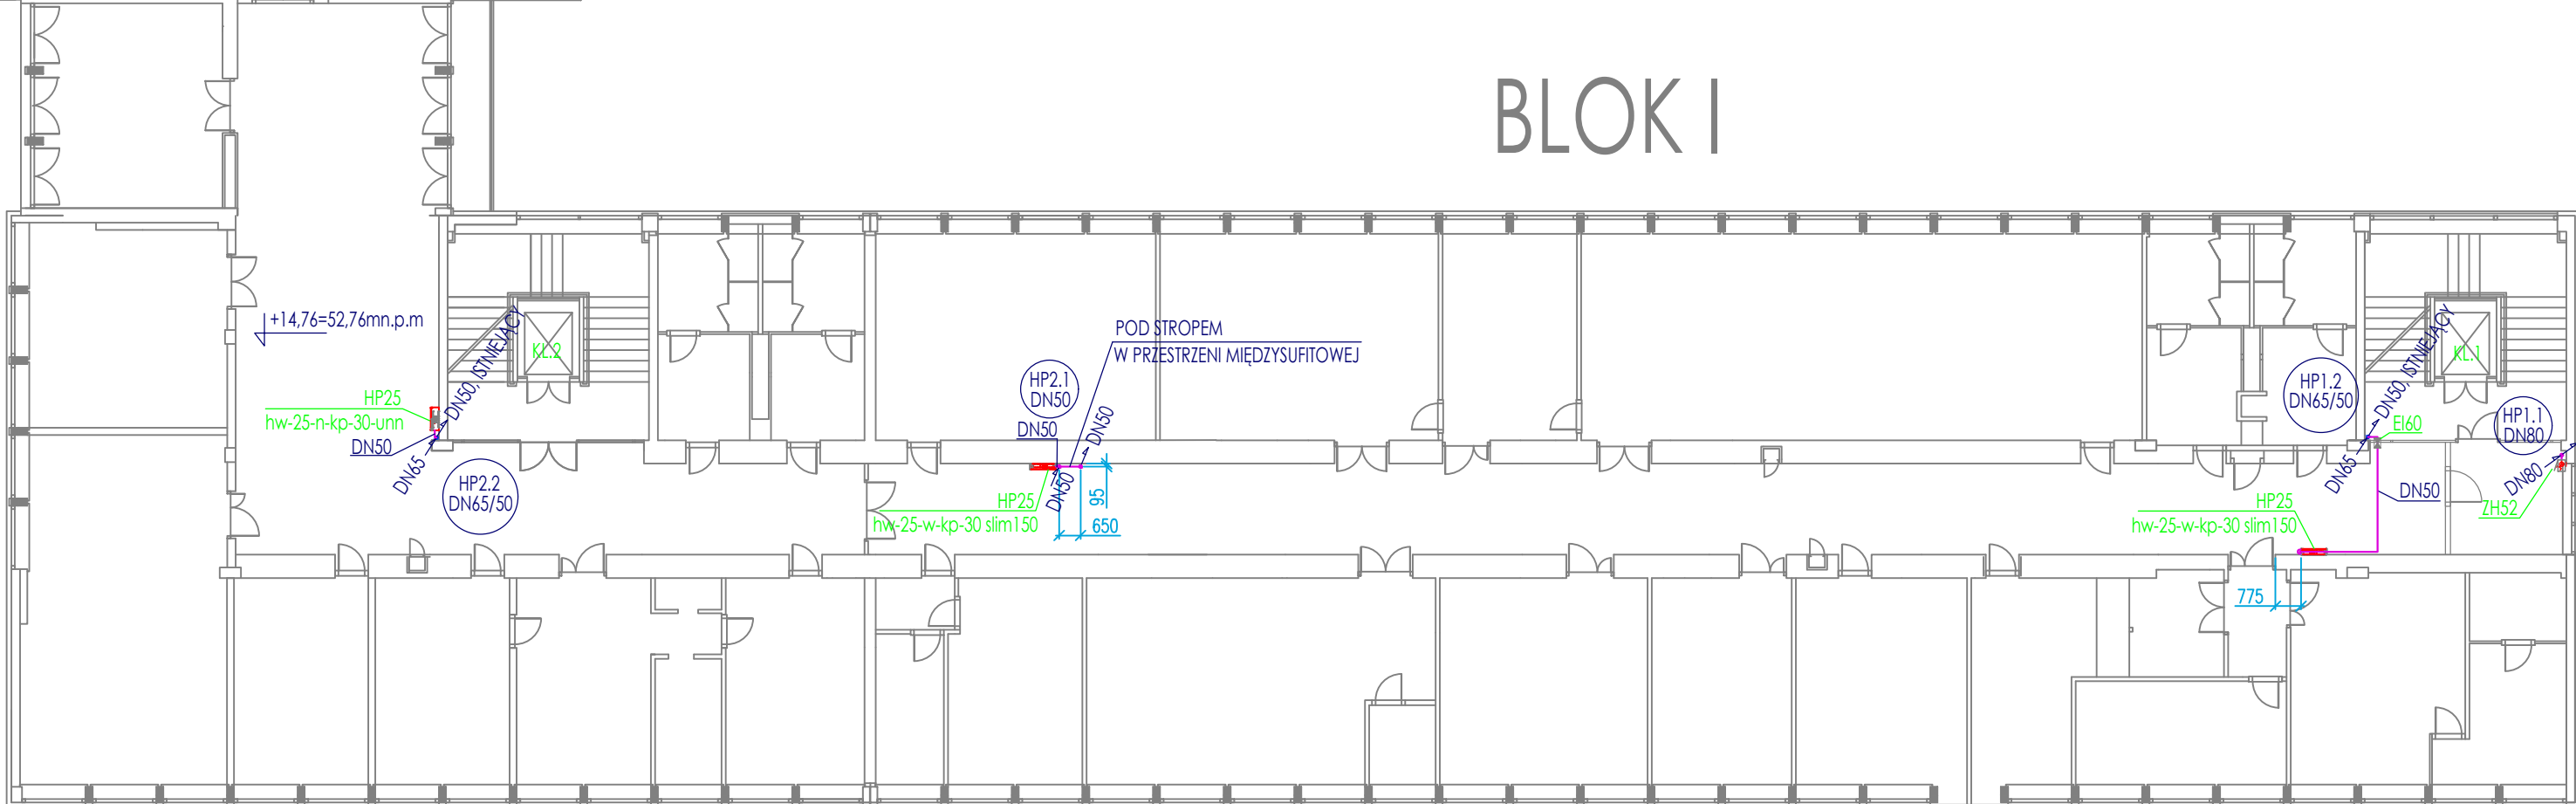 BLOK I
+14,76=52,76mn.p.m
KL.2
DN50, ISTNIEJĄCY
HP25
hw-25-n-kp-30-unn
DN50
DN65
HP2.2
DN65/50
POD STROPEM
W PRZESTRZENI MIĘDZYSUFITOWEJ
HP2.1
DN50
DN50
DN50
DN50
HP25
hw-25-w-kp-30 slim150
95
650
HP1.2
DN65/50
DN50, ISTNIEJĄCY
KL.1
EI60
HP1.1
DN80
DN65
DN50
DN80
ZH52
HP25
hw-25-w-kp-30 slim150
775